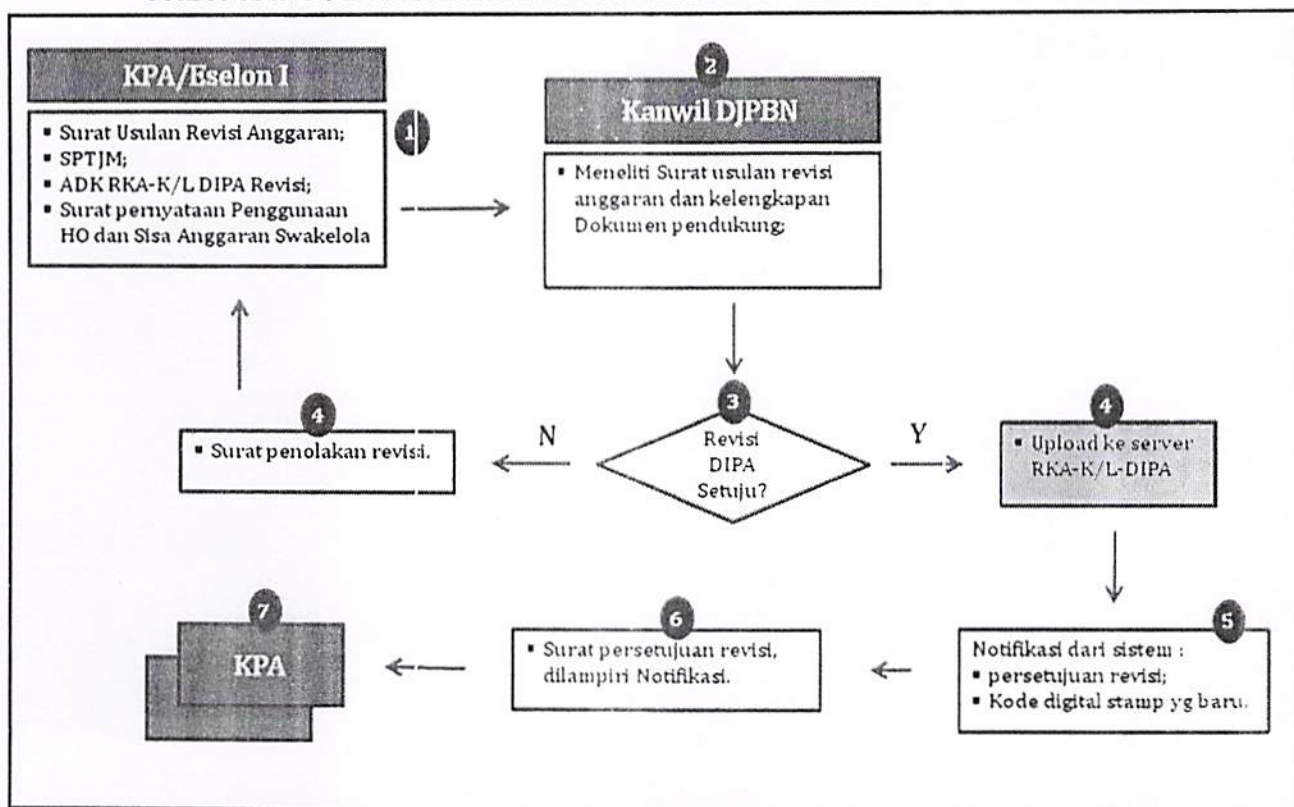 KPA/Eselon I
1
▪ Surat Usulan Revisi Anggaran;
▪ SPTJM;
▪ ADK RKA-K/L DIPA Revisi;
▪ Surat pernyataan Penggunaan
HO dan Sisa Anggaran Swakelola
2
Kanwil DJPBN
▪ Meneliti Surat usulan revisi
anggaran dan kelengkapan
Dokumen pendukung;
3
Revisi
DIPA
Setuju?
N
Y
4
▪ Surat penolakan revisi.
4
▪ Upload ke server
RKA-K/L-DIPA
5
Notifikasi dari sistem :
▪ persetujuan revisi;
▪ Kode digital stamp yg baru.
6
▪ Surat persetujuan revisi,
dilampiri Notifikasi.
7
KPA